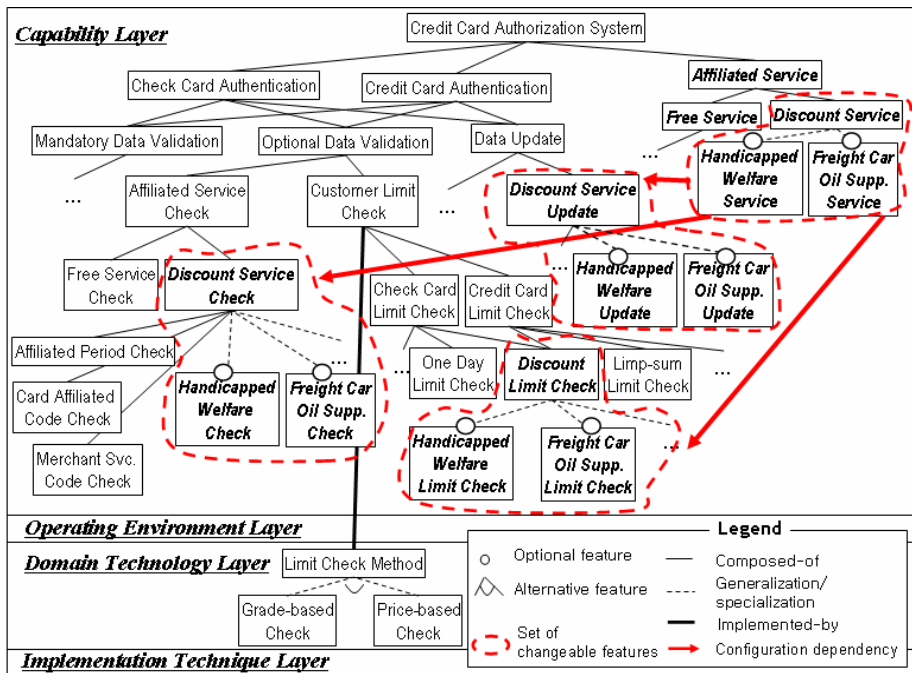 Capability Layer
Credit Card Authorization System
Check Card Authentication
Credit Card Authentication
Affiliated Service
Free Service
Discount Service
Mandatory Data Validation
Optional Data Validation
Data Update
...
Handicapped
Welfare
Service
Freight Car
Oil Supp.
Service
...
Affiliated Service
Check
Customer Limit
Check
...
Discount Service
Update
Free Service
Check
Discount Service
Check
Check Card
Limit Check
Credit Card
Limit Check
...
Handicapped
Welfare
Update
Freight Car
Oil Supp.
Update
Affiliated Period Check
...
Card Affiliated
Code Check
Merchant Svc.
Code Check
Handicapped
Welfare
Check
Freight Car
Oil Supp.
Check
...
One Day
Limit Check
Discount
Limit Check
Limp-sum
Limit Check
...
Handicapped
Welfare
Limit Check
Freight Car
Oil Supp.
Limit Check
...
Operating Environment Layer
Domain Technology Layer
Limit Check Method
Grade-based
Check
Price-based
Check
Implementation Technique Layer
Legend
Optional feature
Alternative feature
Set of
changeable features
Composed-of
Generalization/
specialization
Implemented-by
Configuration dependency